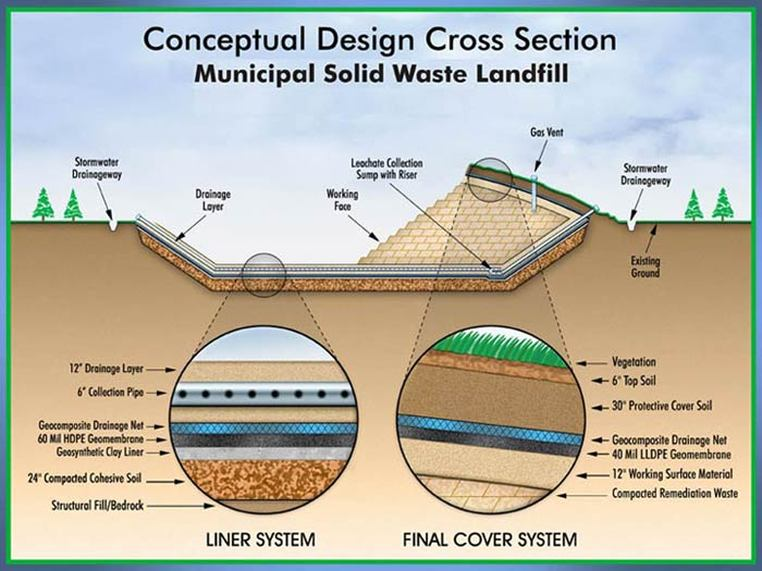 Conceptual Design Cross Section
Municipal Solid Waste Landfill
Gas Vent
Stormwater
Drainageway
Leachate Collection
Sump with Riser
Stormwater
Drainageway
Drainage
Layer
Working
Face
Existing
Ground
12" Drainage Layer
6" Collection Pipe
Geocomposite Drainage Net
60 Mil HDPE Geomembrane
Geosynthetic Clay Liner
24" Compacted Cohesive Soil
Structural Fill/Bedrock
LINER SYSTEM
Vegetation
6" Top Soil
30" Protective Cover Soil
Geocomposite Drainage Net
40 Mil LLDPE Geomembrane
12" Working Surface Material
Compacted Remediation Waste
FINAL COVER SYSTEM